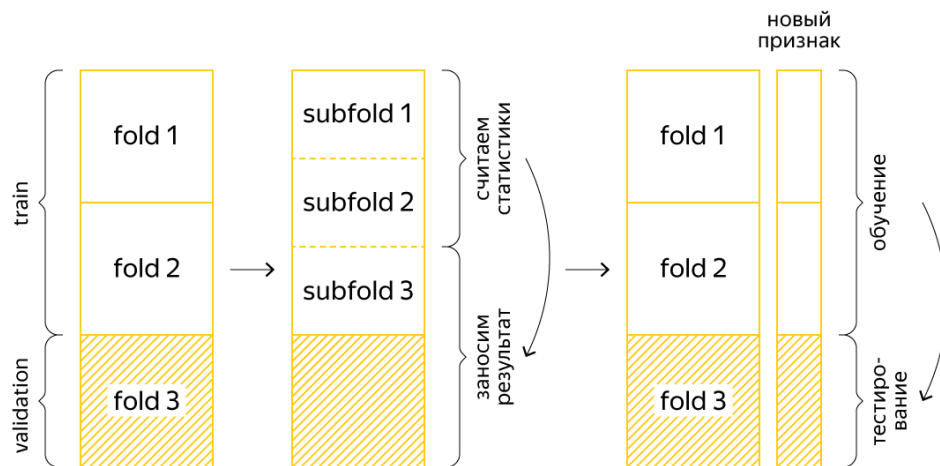 новый
признак
train
validation
fold 1
fold 2
fold 3
subfold 1
subfold 2
subfold 3
считаем
статистики
заносим
результат
fold 1
fold 2
fold 3
обучение
тестиро-
вание